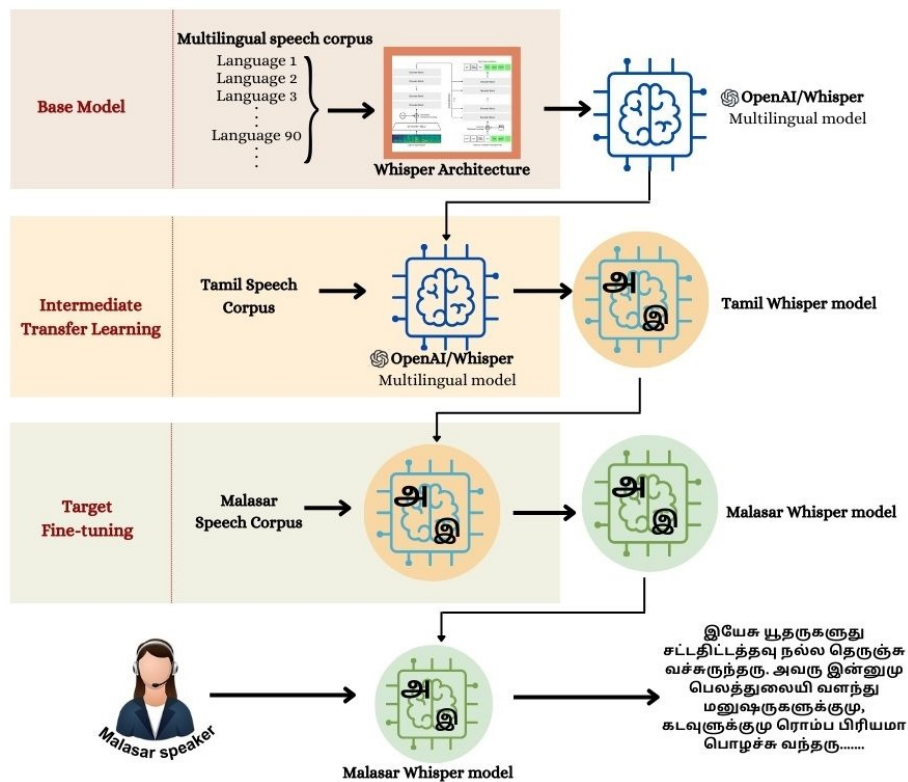 Multilingual speech corpus
Language 1
Language 2
Language 3
Language 90
Base Model
Whisper Architecture
OpenAI/Whisper
Multilingual model
Intermediate
Transfer Learning
Tamil Speech
Corpus
OpenAI/Whisper
Multilingual model
அ
இ
Tamil Whisper model
Target
Fine-tuning
Malasar
Speech Corpus
அ
இ
அ
இ
Malasar Whisper model
Malasar speaker
அ
இ
Malasar Whisper model
இயேசு யூதருகளுது
சட்டதிட்டத்தவு நல்ல தெருஞ்சு
வச்சுருந்தரு. அவரு இன்னுமு
பெலத்துலையி வளந்து
மனுஷருகளுக்குமு,
கடவுளுக்குமு ரொம்ப பிரியமா
பொழச்சு வந்தரு.......